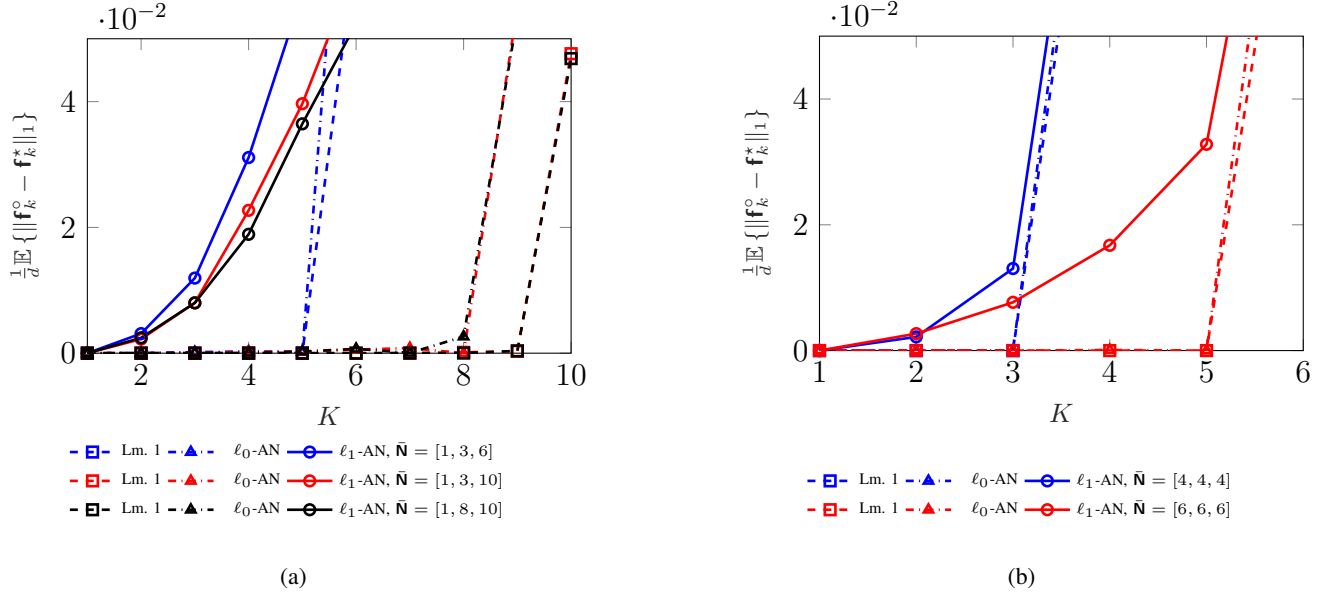 ·10⁻²
4
2
0
2 4 6 8 10
K
1/d̄ 𝔼 {||f°ₖ − f⋆ₖ||₁}
Lm. 1 ℓ₀-AN ℓ₁-AN, N̄ = [1, 3, 6]
Lm. 1 ℓ₀-AN ℓ₁-AN, N̄ = [1, 3, 10]
Lm. 1 ℓ₀-AN ℓ₁-AN, N̄ = [1, 8, 10]
(a)
·10⁻²
4
2
0
1 2 3 4 5 6
K
1/d̄ 𝔼 {||f°ₖ − f⋆ₖ||₁}
Lm. 1 ℓ₀-AN ℓ₁-AN, N̄ = [4, 4, 4]
Lm. 1 ℓ₀-AN ℓ₁-AN, N̄ = [6, 6, 6]
(b)